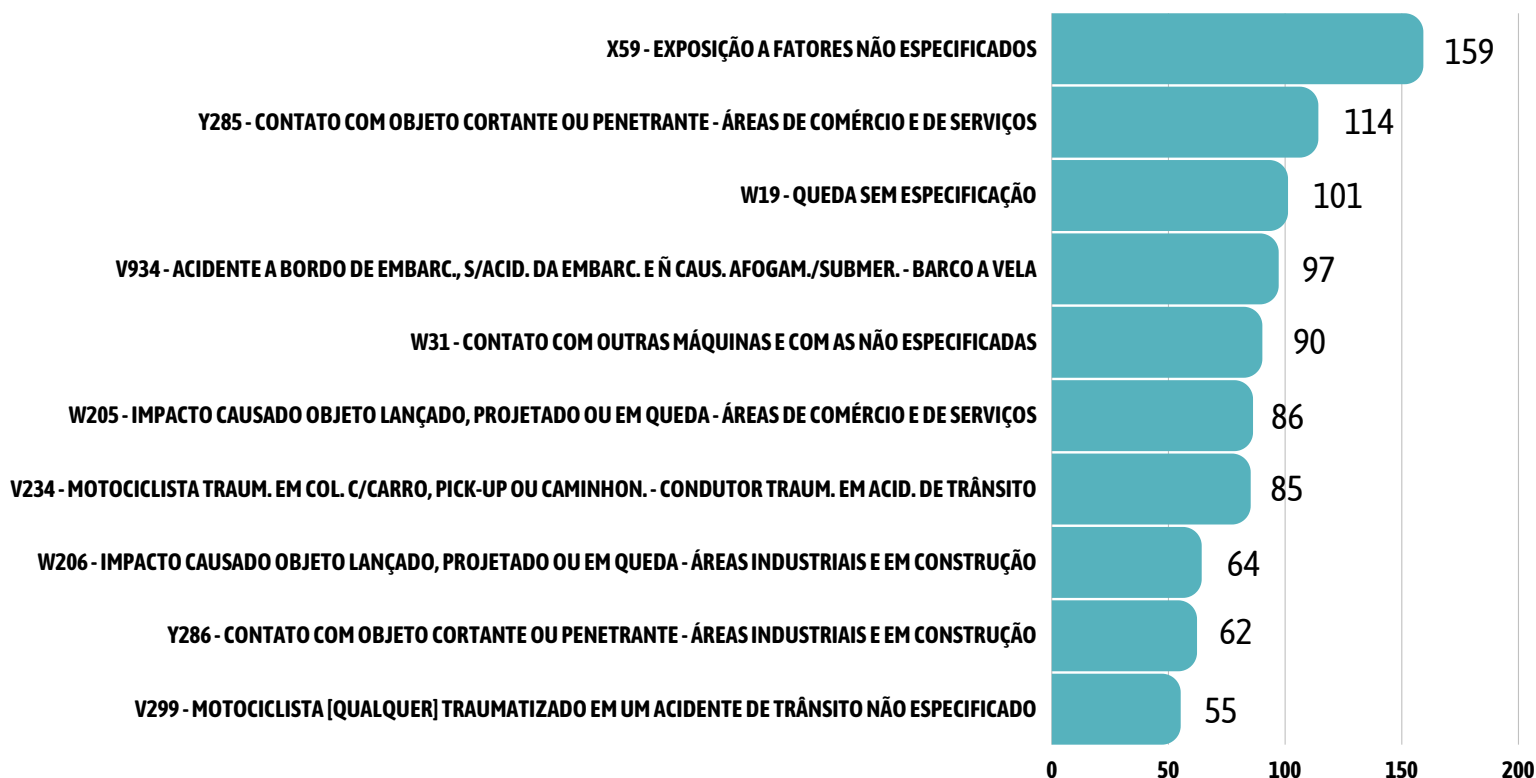 X59 - EXPOSIÇÃO A FATORES NÃO ESPECIFICADOS 159
Y285 - CONTATO COM OBJETO CORTANTE OU PENETRANTE - ÁREAS DE COMÉRCIO E DE SERVIÇOS 114
W19 - QUEDA SEM ESPECIFICAÇÃO 101
V934 - ACIDENTE A BORDO DE EMBARC., S/ACID. DA EMBARC. E Ñ CAUS. AFOGAM./SUBMER. - BARCO A VELA 97
W31 - CONTATO COM OUTRAS MÁQUINAS E COM AS NÃO ESPECIFICADAS 90
W205 - IMPACTO CAUSADO OBJETO LANÇADO, PROJETADO OU EM QUEDA - ÁREAS DE COMÉRCIO E DE SERVIÇOS 86
V234 - MOTOCICLISTA TRAUM. EM COL. C/CARRO, PICK-UP OU CAMINHON. - CONDUTOR TRAUM. EM ACID. DE TRÂNSITO 85
W206 - IMPACTO CAUSADO OBJETO LANÇADO, PROJETADO OU EM QUEDA - ÁREAS INDUSTRIAIS E EM CONSTRUÇÃO 64
Y286 - CONTATO COM OBJETO CORTANTE OU PENETRANTE - ÁREAS INDUSTRIAIS E EM CONSTRUÇÃO 62
V299 - MOTOCICLISTA [QUALQUER] TRAUMATIZADO EM UM ACIDENTE DE TRÂNSITO NÃO ESPECIFICADO 55
0 50 100 150 200